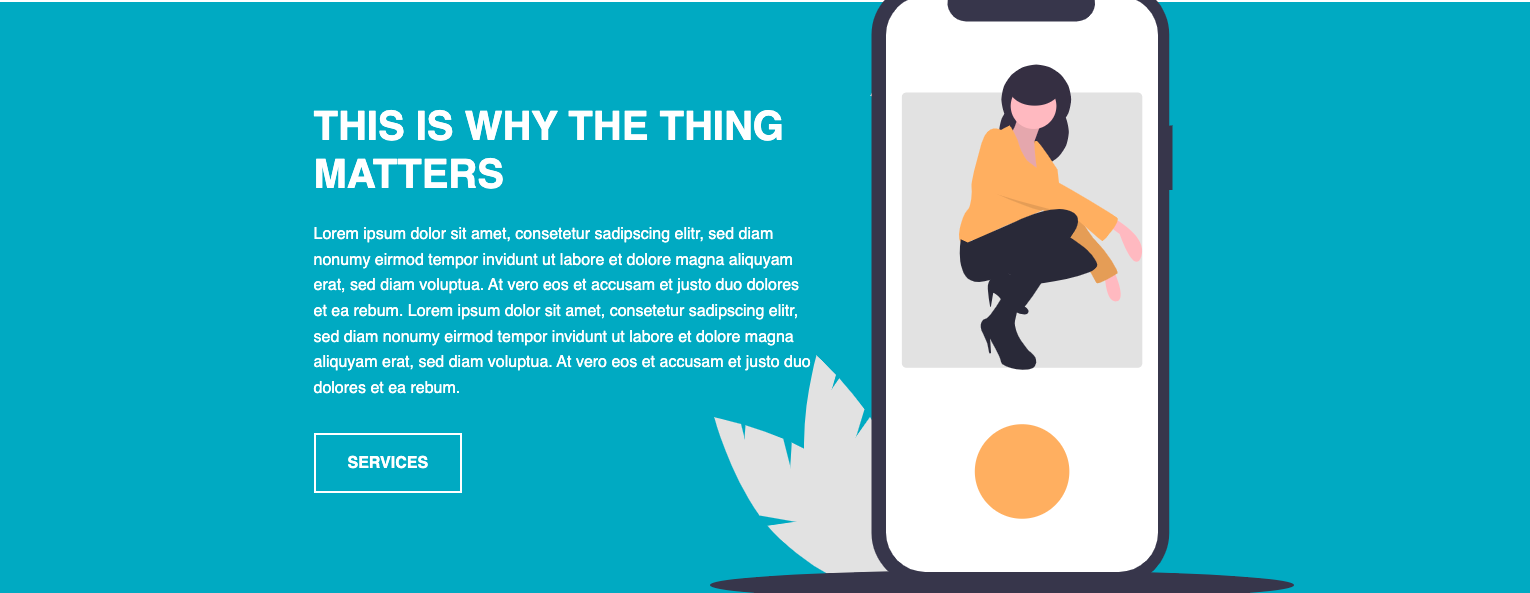 THIS IS WHY THE THING
MATTERS
Lorem ipsum dolor sit amet, consetetur sadipscing elitr, sed diam
nonumy eirmod tempor invidunt ut labore et dolore magna aliquyam
erat, sed diam voluptua. At vero eos et accusam et justo duo dolores
et ea rebum. Lorem ipsum dolor sit amet, consetetur sadipscing elitr,
sed diam nonumy eirmod tempor invidunt ut labore et dolore magna
aliquyam erat, sed diam voluptua. At vero eos et accusam et justo duo
dolores et ea rebum.
SERVICES